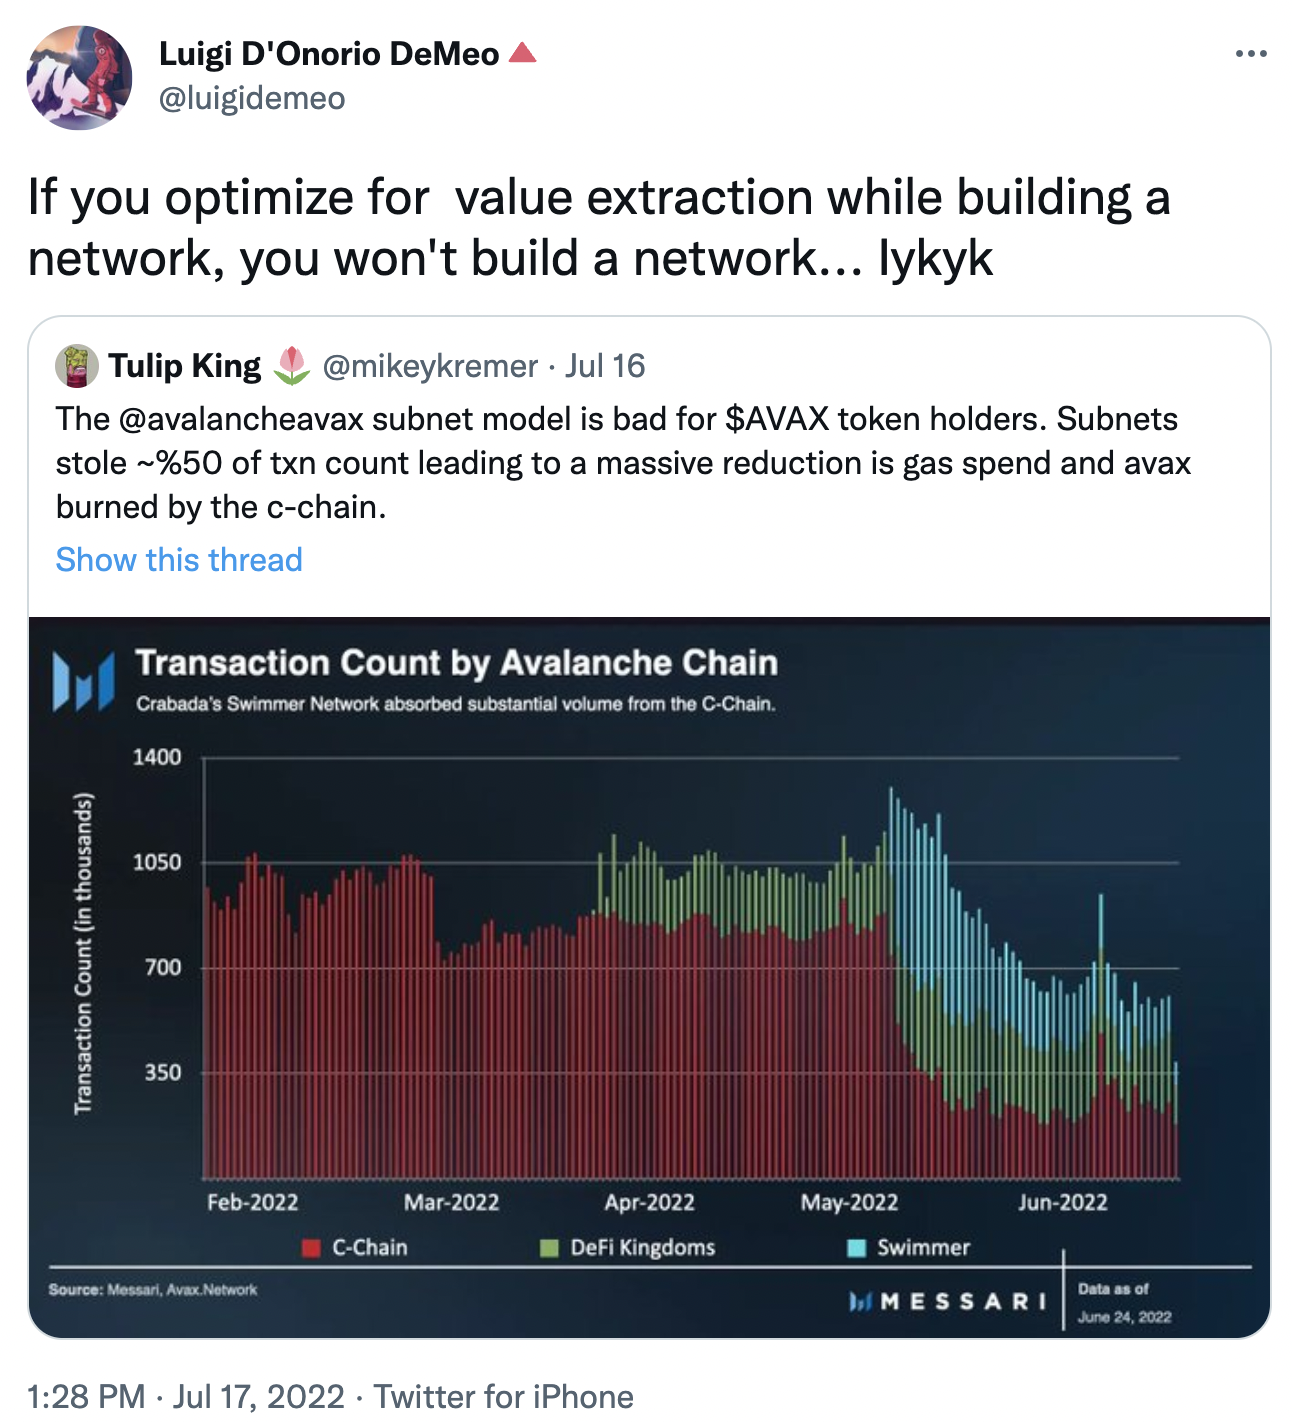 Luigi D'Onorio DeMeo 🔺
@luigidemeo
If you optimize for  value extraction while building a
network, you won't build a network... Iykyk
Tulip King 🌷 @mikeykremer · Jul 16
The @avalancheavax subnet model is bad for $AVAX token holders. Subnets
stole ~%50 of txn count leading to a massive reduction is gas spend and avax
burned by the c-chain.
Show this thread
Transaction Count by Avalanche Chain
Crabada's Swimmer Network absorbed substantial volume from the C-Chain.
Transaction Count (in thousands)
1400
1050
700
350
Feb-2022 Mar-2022 Apr-2022 May-2022 Jun-2022
C-Chain DeFi Kingdoms Swimmer
Source: Messari, Avax.Network
MESSARI
Data as of
June 24, 2022
1:28 PM · Jul 17, 2022 · Twitter for iPhone